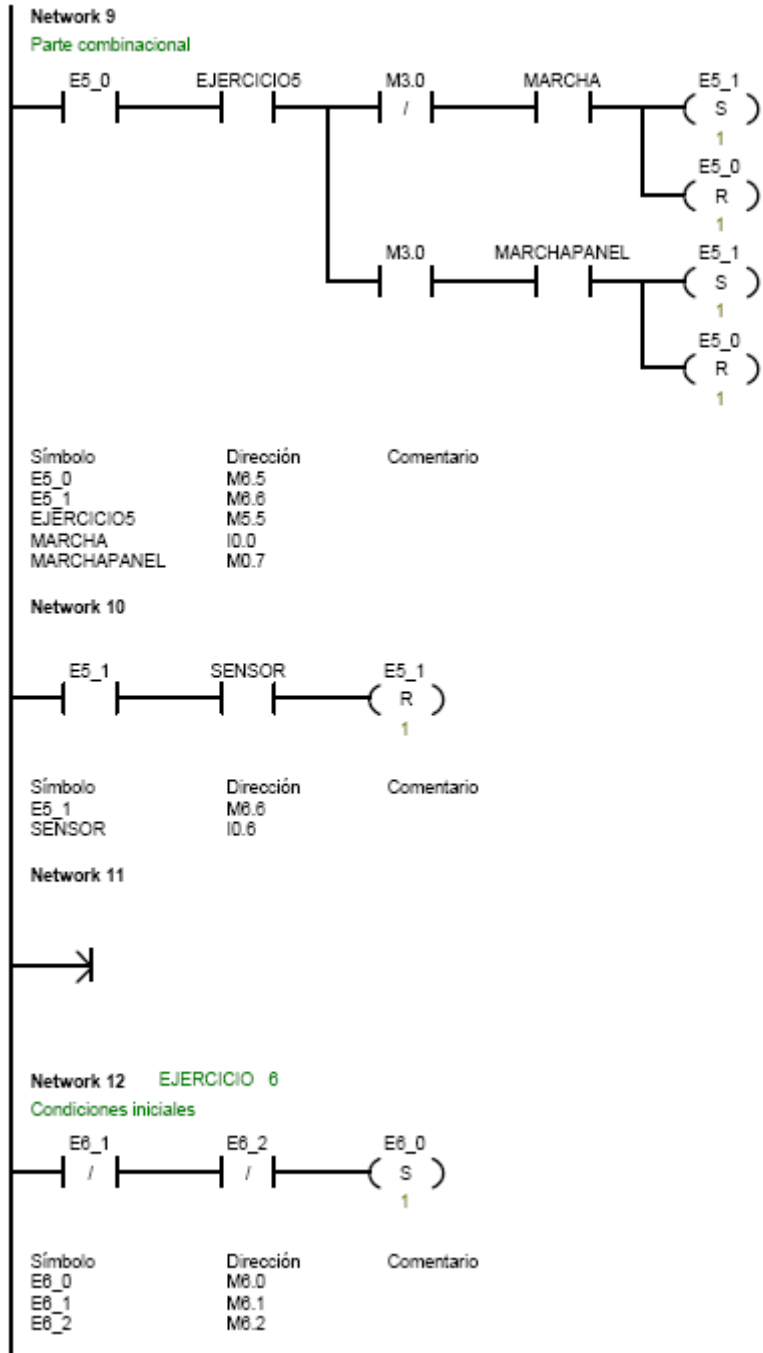 Network 9
Parte combinacional
E5_0 EJERCICIO5 M3.0 MARCHA E5_1
/ S
1
E5_0
R
1
M3.0 MARCHAPANEL E5_1
S
1
E5_0
R
1
Símbolo Dirección Comentario
E5_0 M6.5
E5_1 M6.6
EJERCICIO5 M5.5
MARCHA I0.0
MARCHAPANEL M0.7
Network 10
E5_1 SENSOR E5_1
R
1
Símbolo Dirección Comentario
E5_1 M6.6
SENSOR I0.6
Network 11
Network 12 EJERCICIO 6
Condiciones iniciales
E6_1 E6_2 E6_0
/ / S
1
Símbolo Dirección Comentario
E6_0 M6.0
E6_1 M6.1
E6_2 M6.2